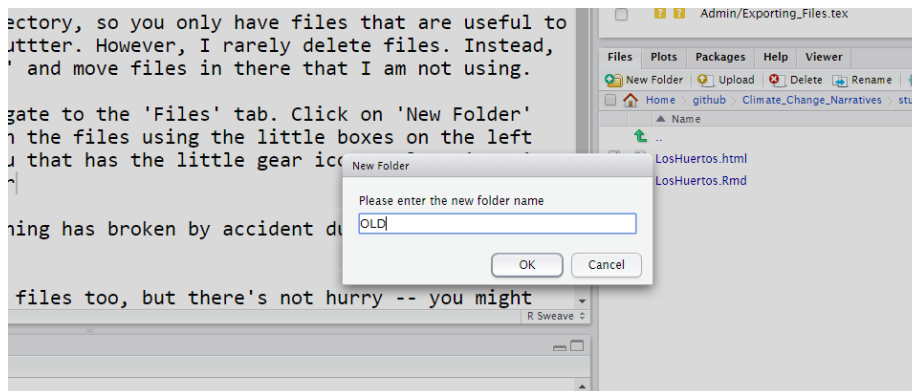 ectory, so you only have files that are useful to
uttter. However, I rarely delete files. Instead,
' and move files in there that I am not using.
gate to the 'Files' tab. Click on 'New Folder'
n the files using the little boxes on the left
u that has the little gear
ning has broken by accident
files too, but there's not hurry -- you might
R Sweave
New Folder
Please enter the new folder name
OLD
OK Cancel
? ? Admin/Exporting_Files.tex
Files Plots Packages Help Viewer
New Folder Upload Delete Rename
Home github Climate_Change_Narratives
Name
..
LosHuertos.html
LosHuertos.Rmd